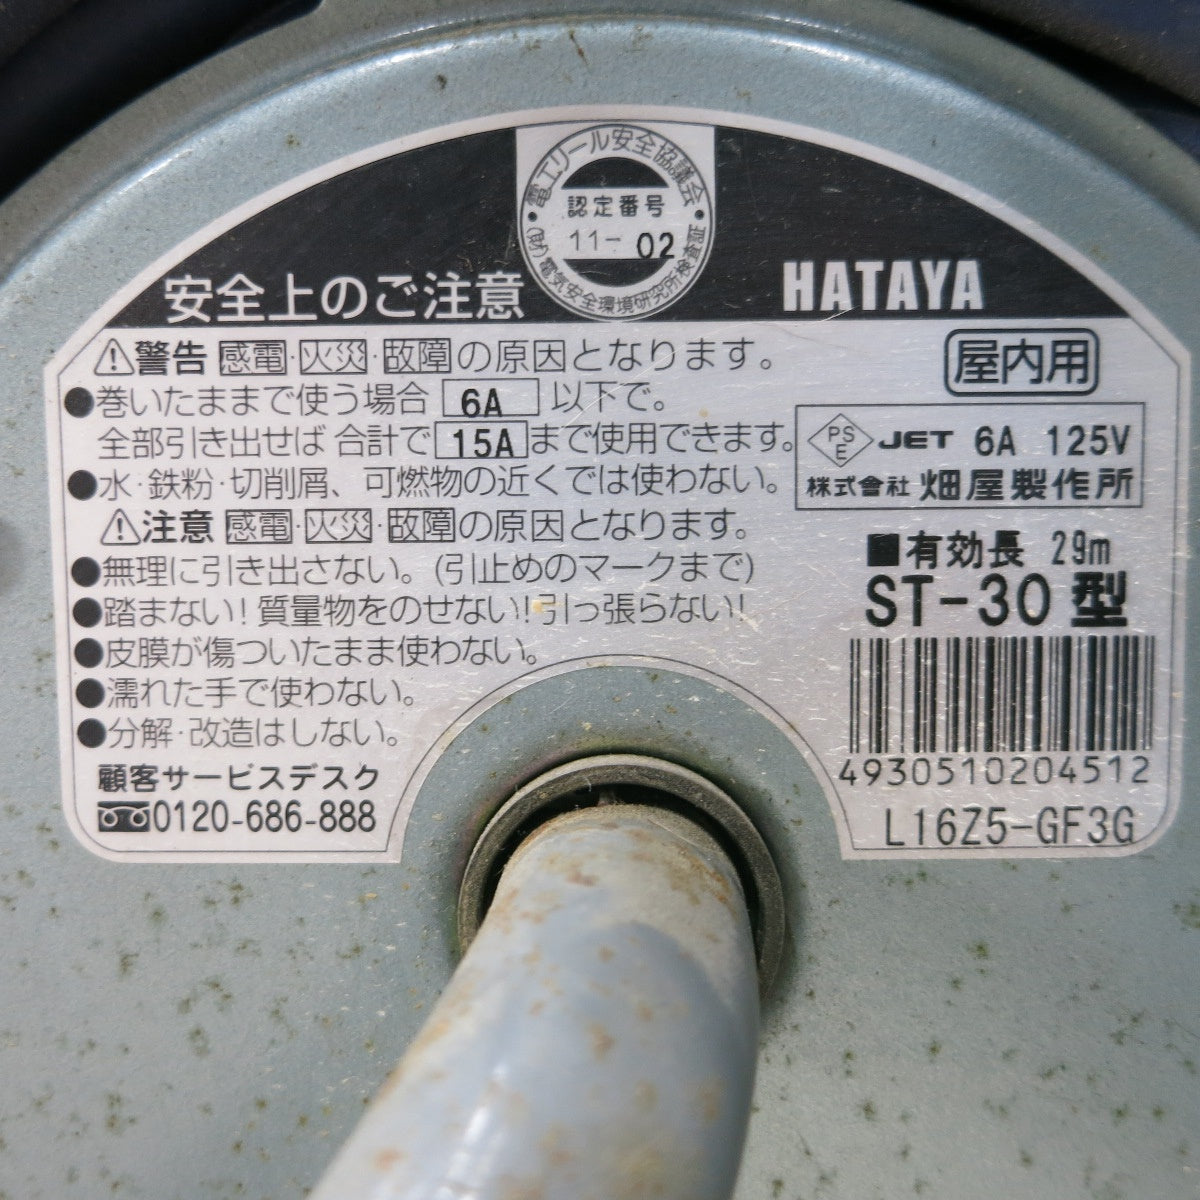 電工リール安全協議会
認定番号
11-02
(財)電気安全環境研究所検査証
安全上のご注意
HATAYA
⚠警告 感電・火災・故障の原因となります。
屋内用
●巻いたままで使う場合 6A 以下で。
全部引き出せば 合計で 15A まで使用できます。
●水・鉄粉・切削屑、可燃物の近くでは使わない。
PSE JET 6A 125V
株式會社 畑屋製作所
⚠注意 感電・火災・故障の原因となります。
●無理に引き出さない。(引止めのマークまで)
●踏まない!質量物をのせない!引っ張らない!
●皮膜が傷ついたまま使わない。
●濡れた手で使わない。
●分解・改造はしない。
■有効長 29m
ST-30 型
4930510204512
L16Z5-GF3G
顧客サービスデスク
0120-686-888